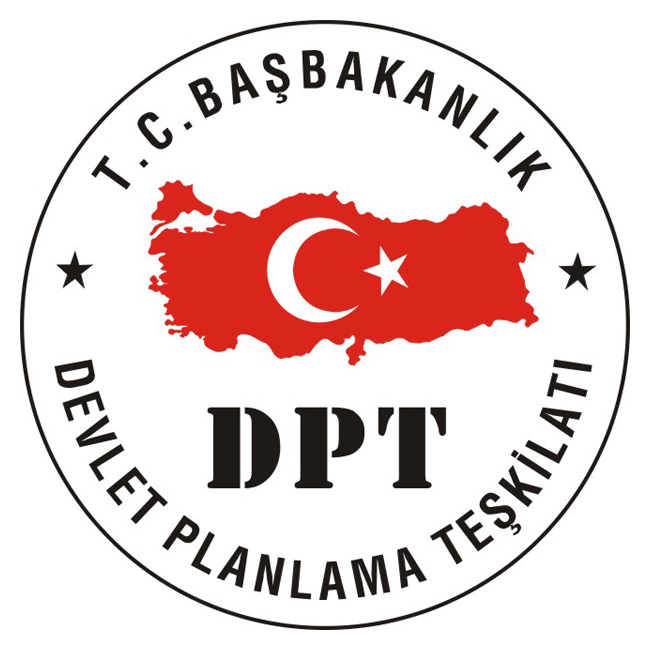 T.C. BAŞBAKANLIK
DPT
DEVLET PLANLAMA TEŞKİLATI